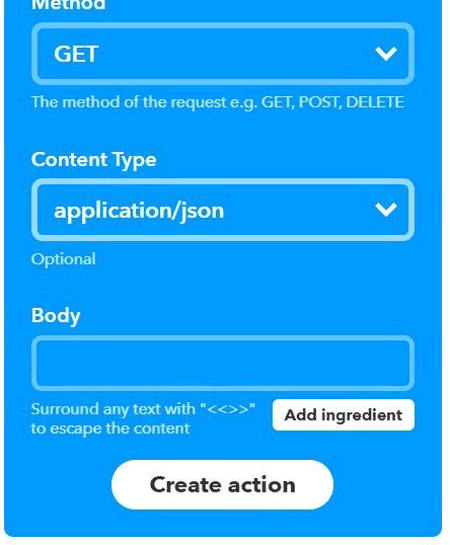 Method
GET
The method of the request e.g. GET, POST, DELETE
Content Type
application/json
Optional
Body
Surround any text with "<<>>"
to escape the content
Add ingredient
Create action